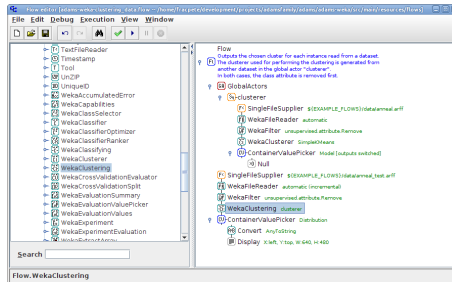 Flow editor [adams-weka-clustering_data.flow -- /home/fracpete/development/projects/adams/andy/adams/adams-weka/src/main/resources/flows]
File Edit Debug Execution View Window
TextFileReader
Timestamp
Tool
UnZIP
UniqueID
WekaAccumulatedError
WekaCapabilities
WekaClassSelector
WekaClassifier
WekaClassifierOptimizer
WekaClassifierRanker
WekaClassifying
WekaClusterer
WekaClustering
WekaCrossValidationEvaluator
WekaCrossValidationSplit
WekaEvaluationSummary
WekaEvaluationValuePicker
WekaEvaluationValues
WekaExperiment
WekaExperimentEvaluation
WekaExtractArray
Search
Flow
Outputs the chosen cluster for each instance read from a dataset.
The clusterer used for performing the clustering is generated from
another dataset in the global actor "clusterer".
In both cases, the class attribute is removed first.
GlobalActors
clusterer
SingleFileSupplier ${EXAMPLE_FLOWS}/data/anneal.arff
WekaFileReader automatic
WekaFilter unsupervised.attribute.Remove
WekaClusterer SimpleKMeans
ContainerValuePicker Model [outputs switched]
Null
SingleFileSupplier ${EXAMPLE_FLOWS}/data/anneal_test.arff
WekaFileReader automatic (incremental)
WekaFilter unsupervised.attribute.Remove
WekaClustering clusterer
ContainerValuePicker Distribution
Convert AnyToString
Display X:left, Y:top, W:640, H:480
Flow.WekaClustering